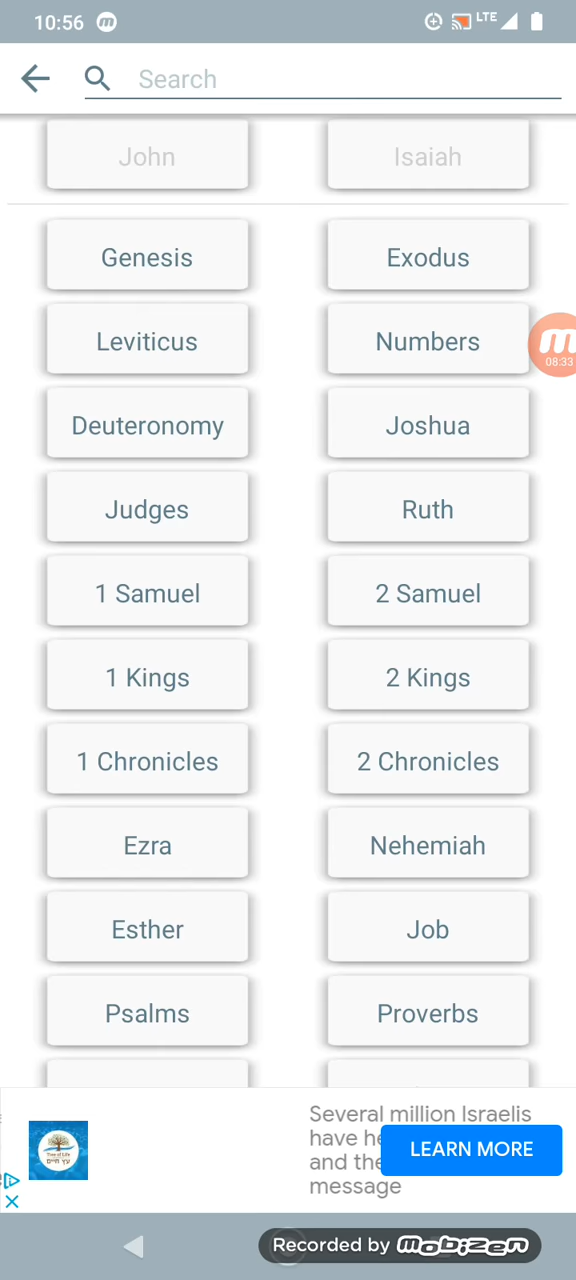 10:56
LTE
Search
John Isaiah
Genesis Exodus
Leviticus Numbers
08:33
Deuteronomy Joshua
Judges Ruth
1 Samuel 2 Samuel
1 Kings 2 Kings
1 Chronicles 2 Chronicles
Ezra Nehemiah
Esther Job
Psalms Proverbs
Several million Israelis
have
and the
message
LEARN MORE
Recorded by mobizen